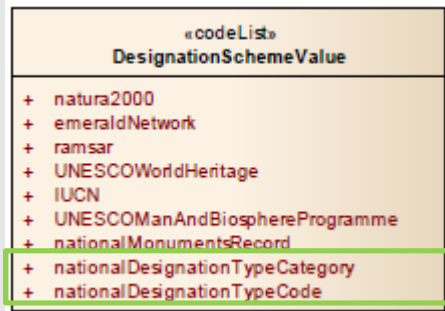 «codeList»
DesignationSchemeValue
+ natura2000
+ emeraldNetwork
+ ramsar
+ UNESCOWorldHeritage
+ IUCN
+ UNESCOManAndBiosphereProgramme
+ nationalMonumentsRecord
+ nationalDesignationTypeCategory
+ nationalDesignationTypeCode